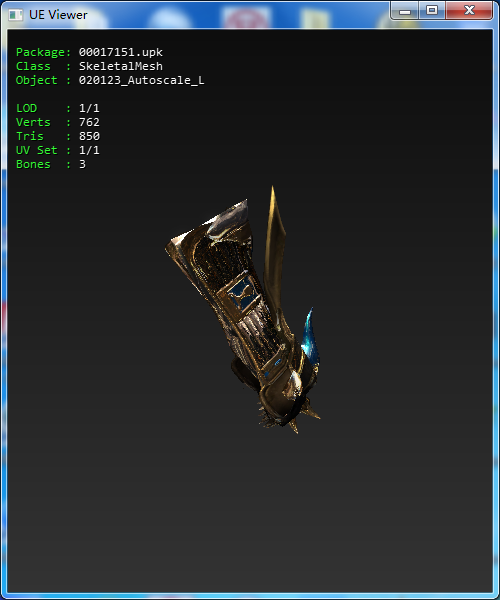 UE Viewer
Package: 00017151.upk
Class : SkeletalMesh
Object : 020123_Autoscale_L
LOD : 1/1
Verts : 762
Tris : 850
UV Set : 1/1
Bones : 3